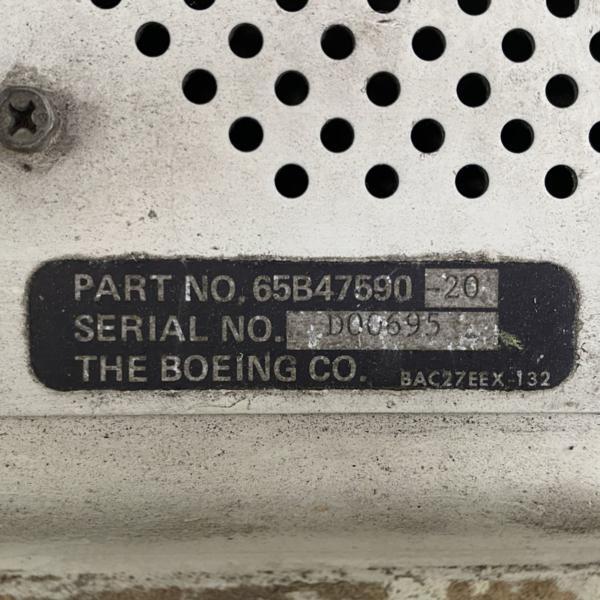 PART NO. 65B47590 -20
SERIAL NO. D00695
THE BOEING CO. BAC27EEX-132